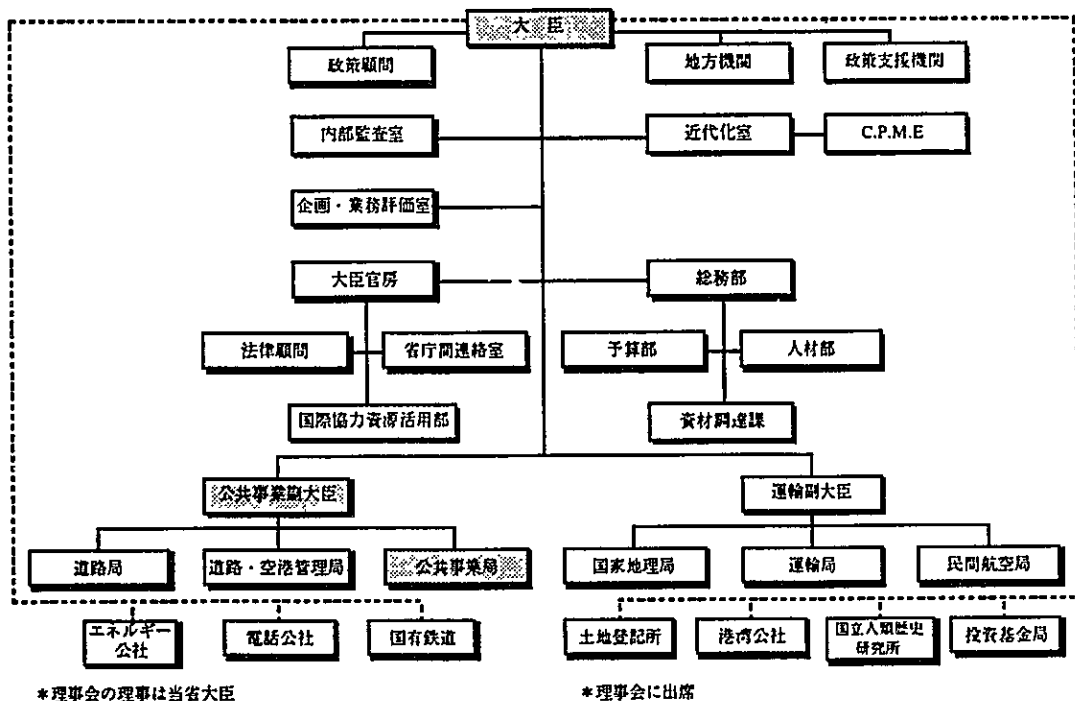 大臣
政策顧問
地方機関
政策支援機関
内部監査室
近代化室
C.P.M.E
企画・業務評価室
大臣官房
総務部
法律顧問
省庁間連絡室
予算部
人材部
国際協力資源活用部
資材調達課
公共事業副大臣
運輸副大臣
道路局
道路・空港管理局
公共事業局
国家地理局
運輸局
民間航空局
エネルギー
公社
電話公社
国有鉄道
土地登記所
港湾公社
国立人類歴史
研究所
投資基金局
*理事会の理事は当省大臣
*理事会に出席